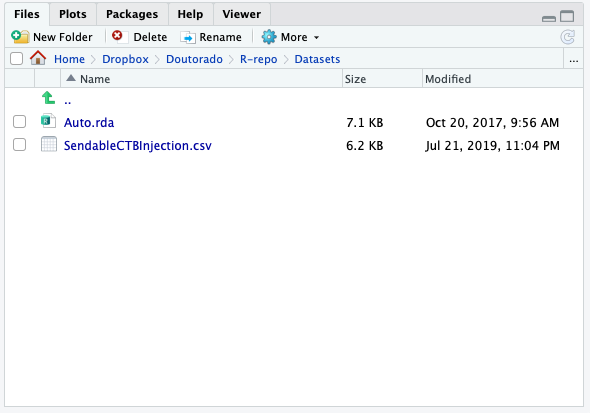 Files Plots Packages Help Viewer
New Folder Delete Rename More
Home Dropbox Doutorado R-repo Datasets ...
Name Size Modified
..
Auto.rda 7.1 KB Oct 20, 2017, 9:56 AM
SendableCTBInjection.csv 6.2 KB Jul 21, 2019, 11:04 PM